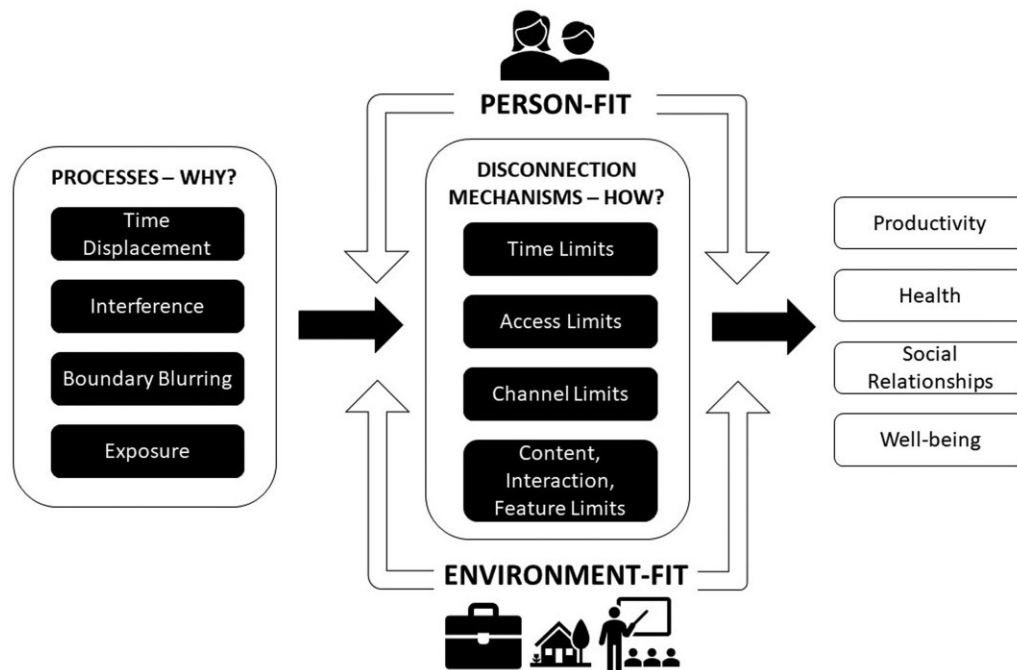 PERSON-FIT
PROCESSES – WHY?
Time
Displacement
Interference
Boundary Blurring
Exposure
DISCONNECTION
MECHANISMS – HOW?
Time Limits
Access Limits
Channel Limits
Content,
Interaction,
Feature Limits
Productivity
Health
Social
Relationships
Well-being
ENVIRONMENT-FIT